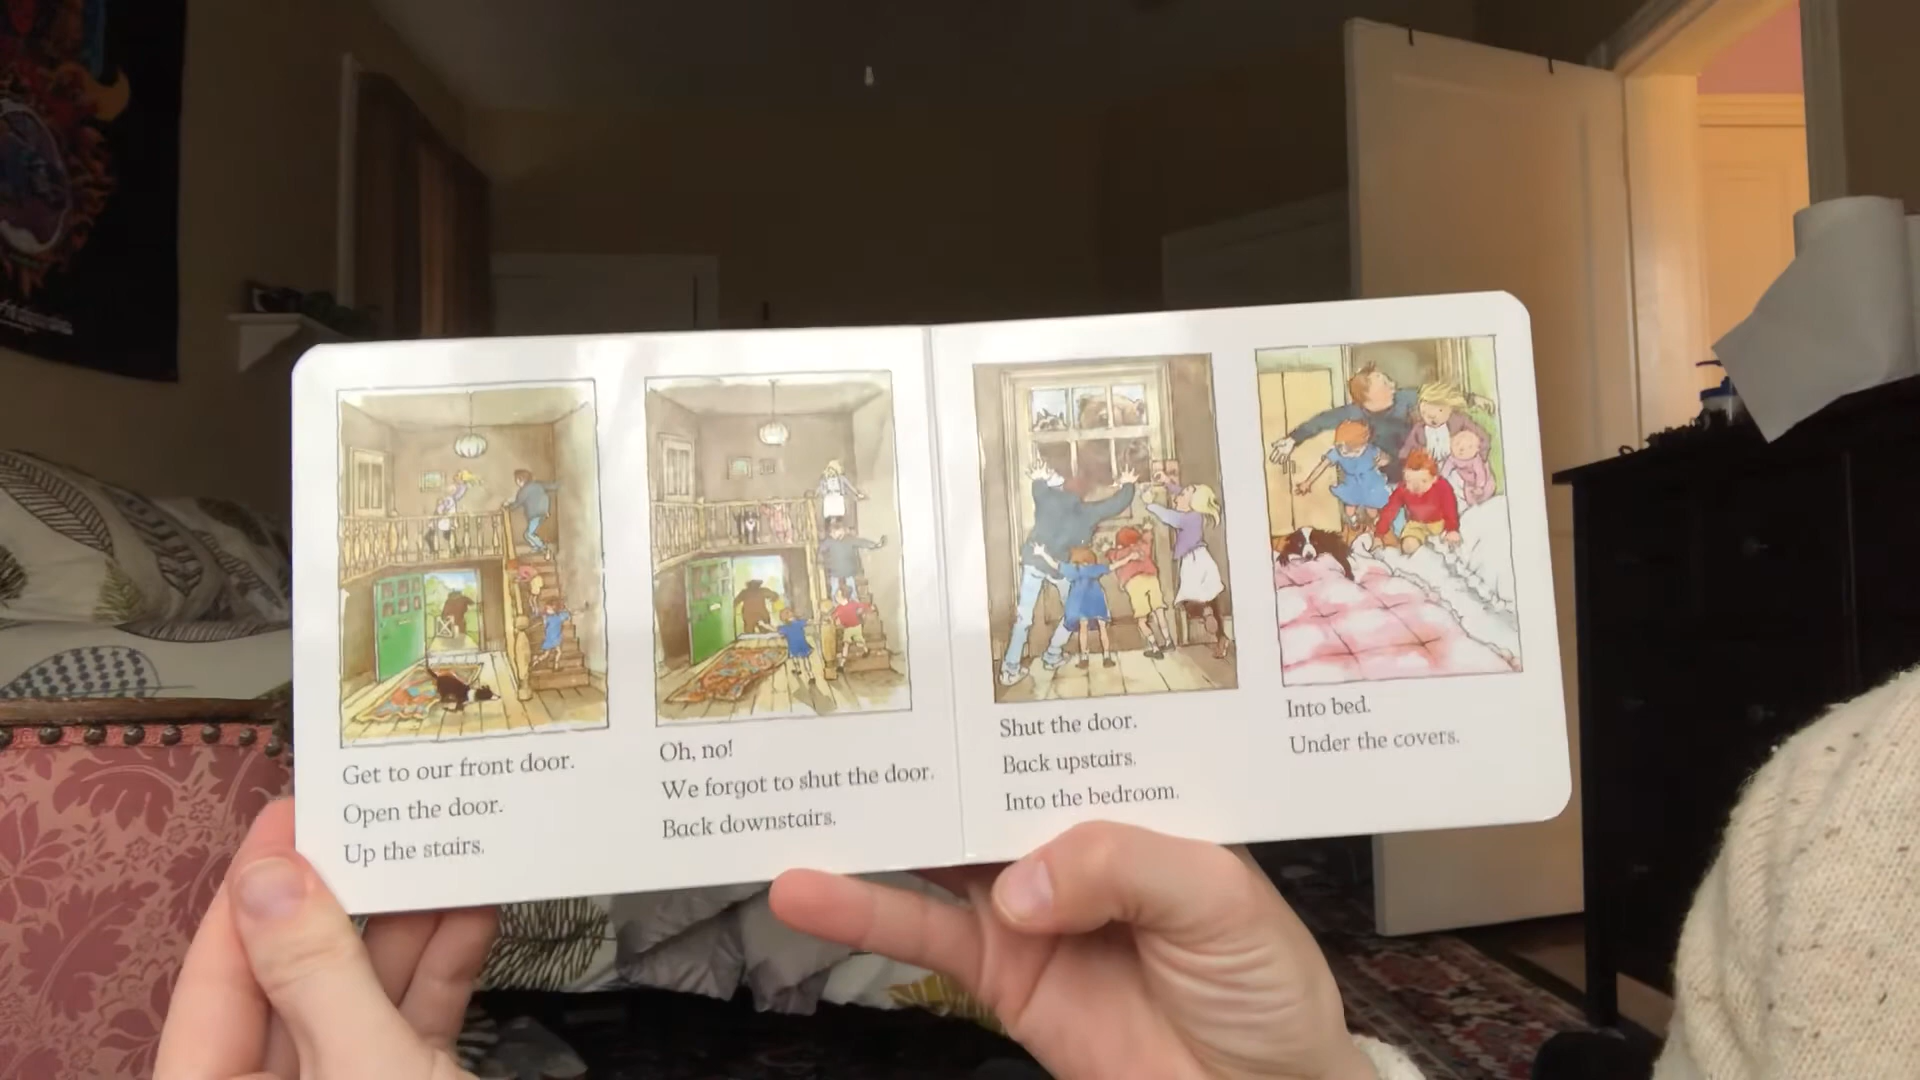 Get to our front door.
Open the door.
Up the stairs.
Oh, no!
We forgot to shut the door.
Back downstairs.
Shut the door.
Back upstairs.
Into the bedroom.
Into bed.
Under the covers.